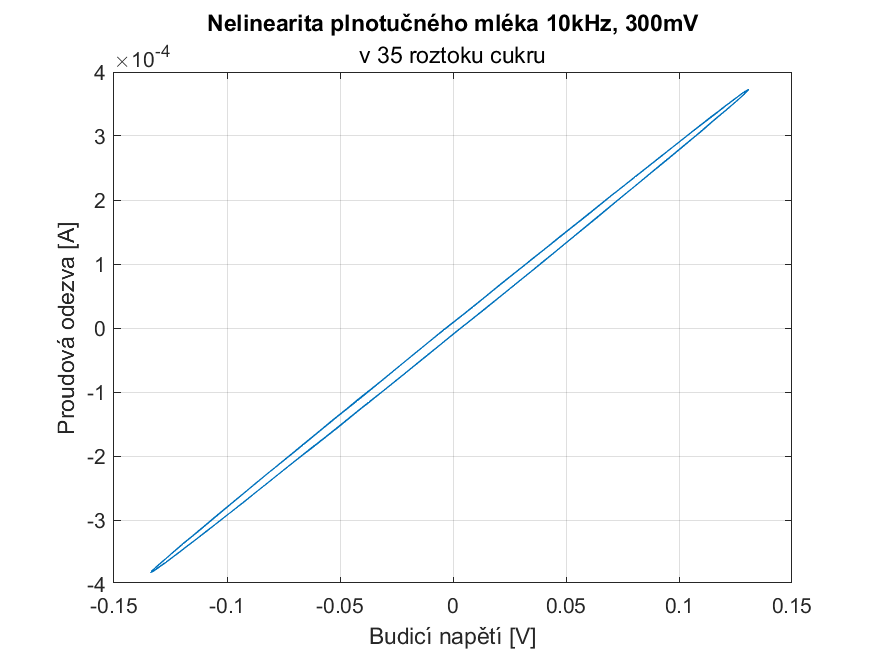 Nelinearita plnotučného mléka 10kHz, 300mV
v 35 roztoku cukru
×10⁻⁴
4
3
2
1
0
-1
-2
-3
-4
Proudová odezva [A]
-0.15 -0.1 -0.05 0 0.05 0.1 0.15
Budicí napětí [V]